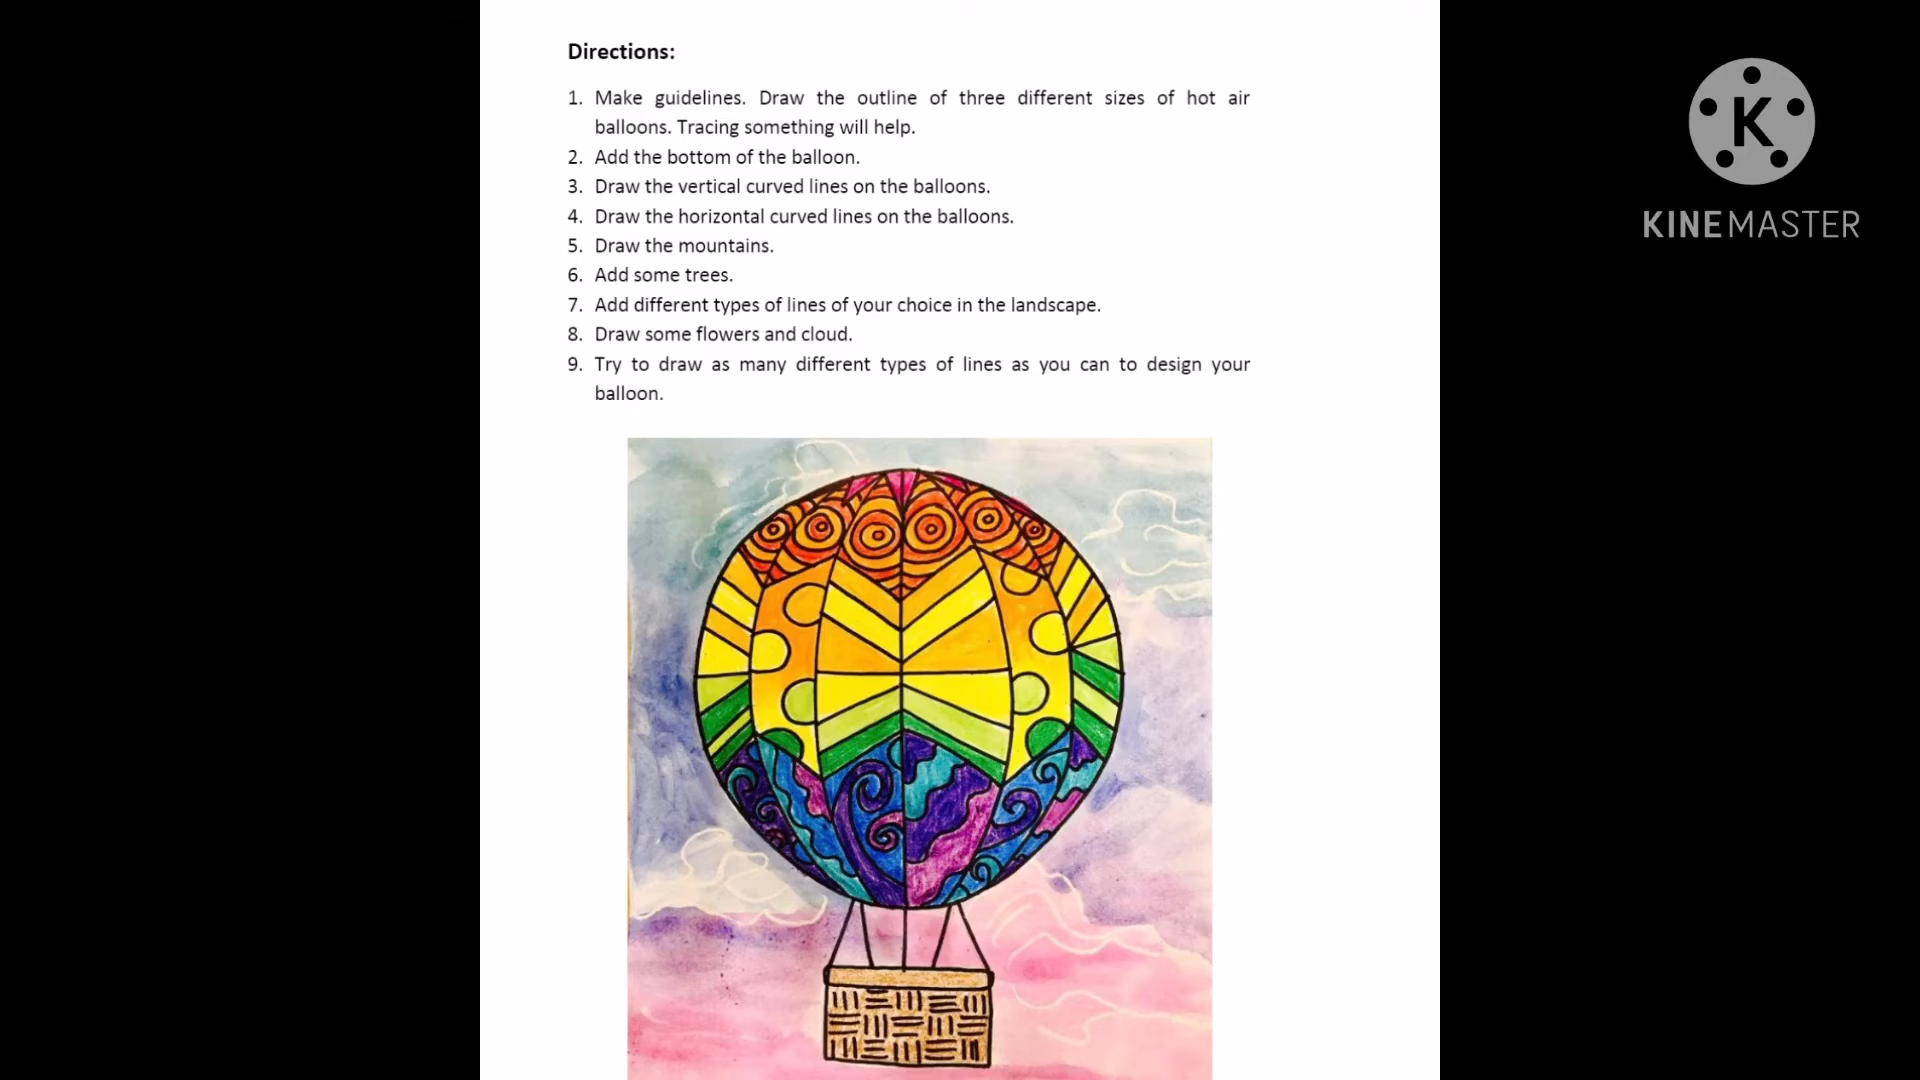 Directions:
1. Make guidelines. Draw the outline of three different sizes of hot air
balloons. Tracing something will help.
2. Add the bottom of the balloon.
3. Draw the vertical curved lines on the balloons.
4. Draw the horizontal curved lines on the balloons.
5. Draw the mountains.
6. Add some trees.
7. Add different types of lines of your choice in the landscape.
8. Draw some flowers and cloud.
9. Try to draw as many different types of lines as you can to design your
balloon.
K
KINEMASTER